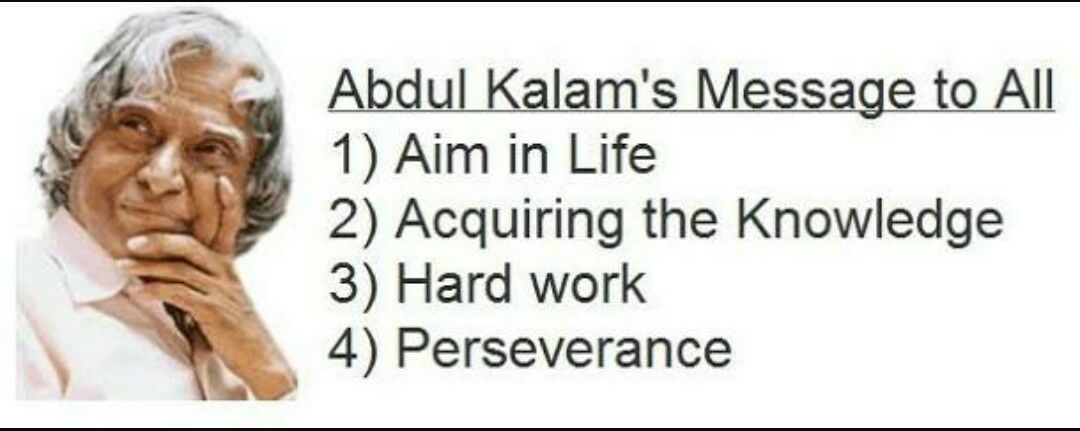 Abdul Kalam's Message to All
1) Aim in Life
2) Acquiring the Knowledge
3) Hard work
4) Perseverance